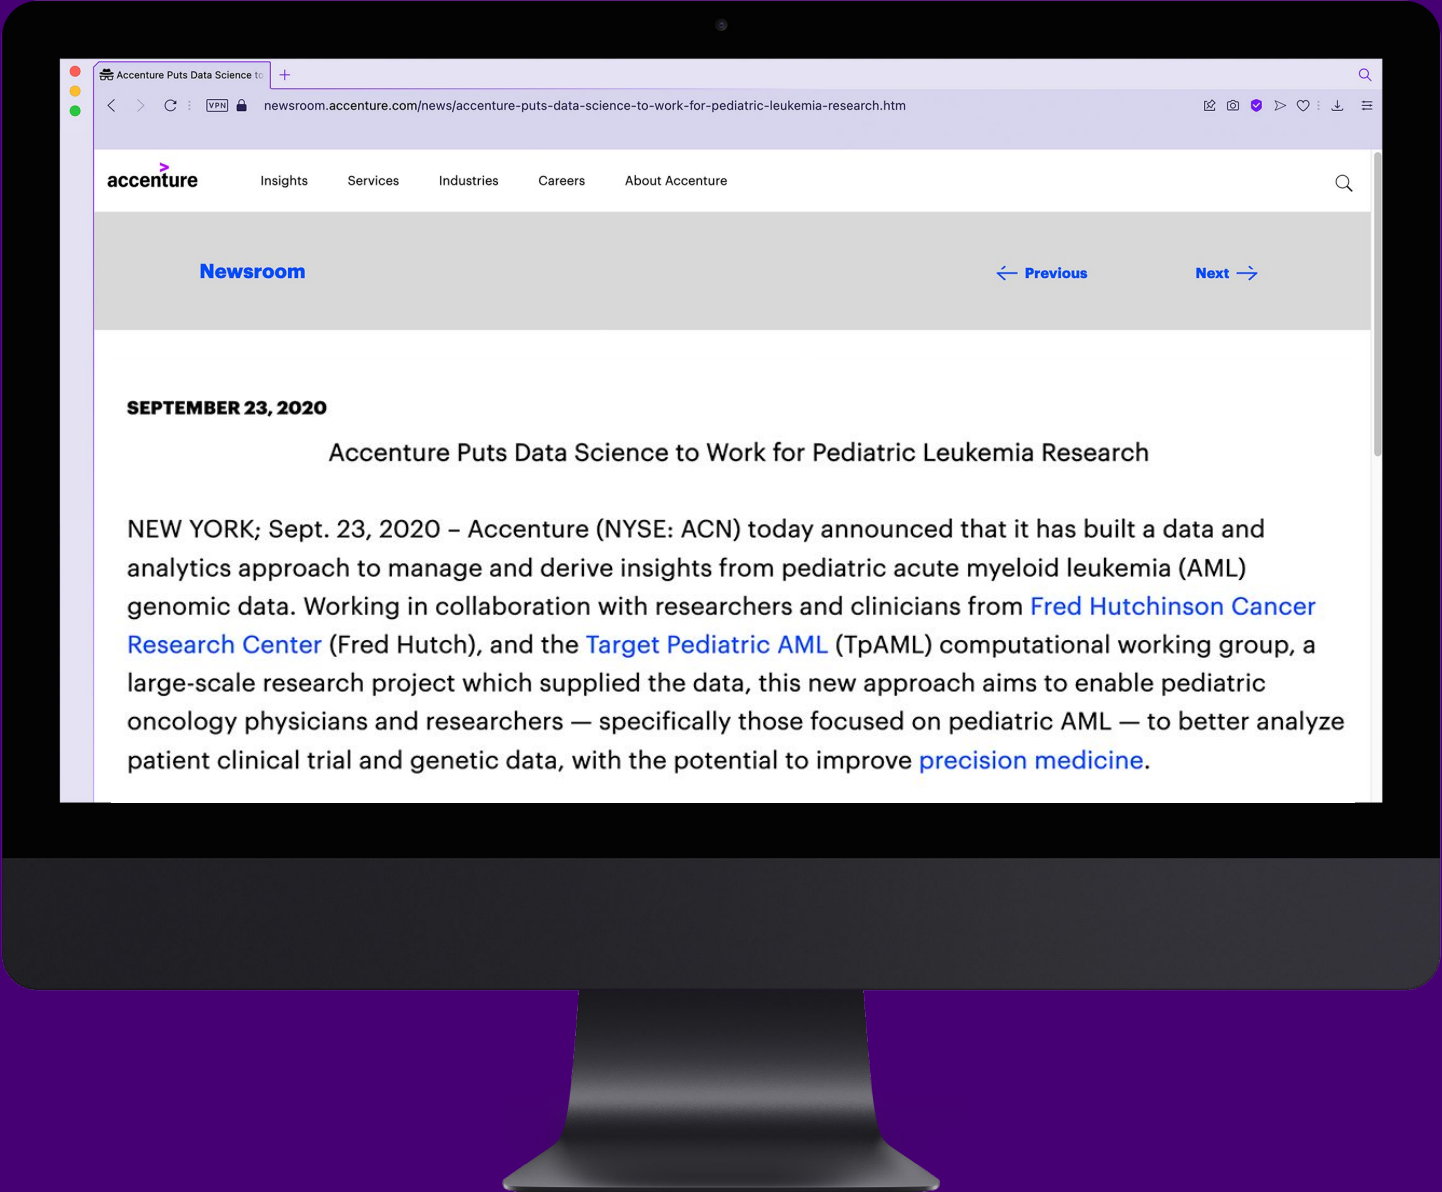 Accenture Puts Data Science to
VPN newsroom.accenture.com/news/accenture-puts-data-science-to-work-for-pediatric-leukemia-research.htm
accenture Insights Services Industries Careers About Accenture
Newsroom Previous Next
SEPTEMBER 23, 2020
Accenture Puts Data Science to Work for Pediatric Leukemia Research
NEW YORK; Sept. 23, 2020 – Accenture (NYSE: ACN) today announced that it has built a data and
analytics approach to manage and derive insights from pediatric acute myeloid leukemia (AML)
genomic data. Working in collaboration with researchers and clinicians from Fred Hutchinson Cancer
Research Center (Fred Hutch), and the Target Pediatric AML (TpAML) computational working group, a
large-scale research project which supplied the data, this new approach aims to enable pediatric
oncology physicians and researchers — specifically those focused on pediatric AML — to better analyze
patient clinical trial and genetic data, with the potential to improve precision medicine.